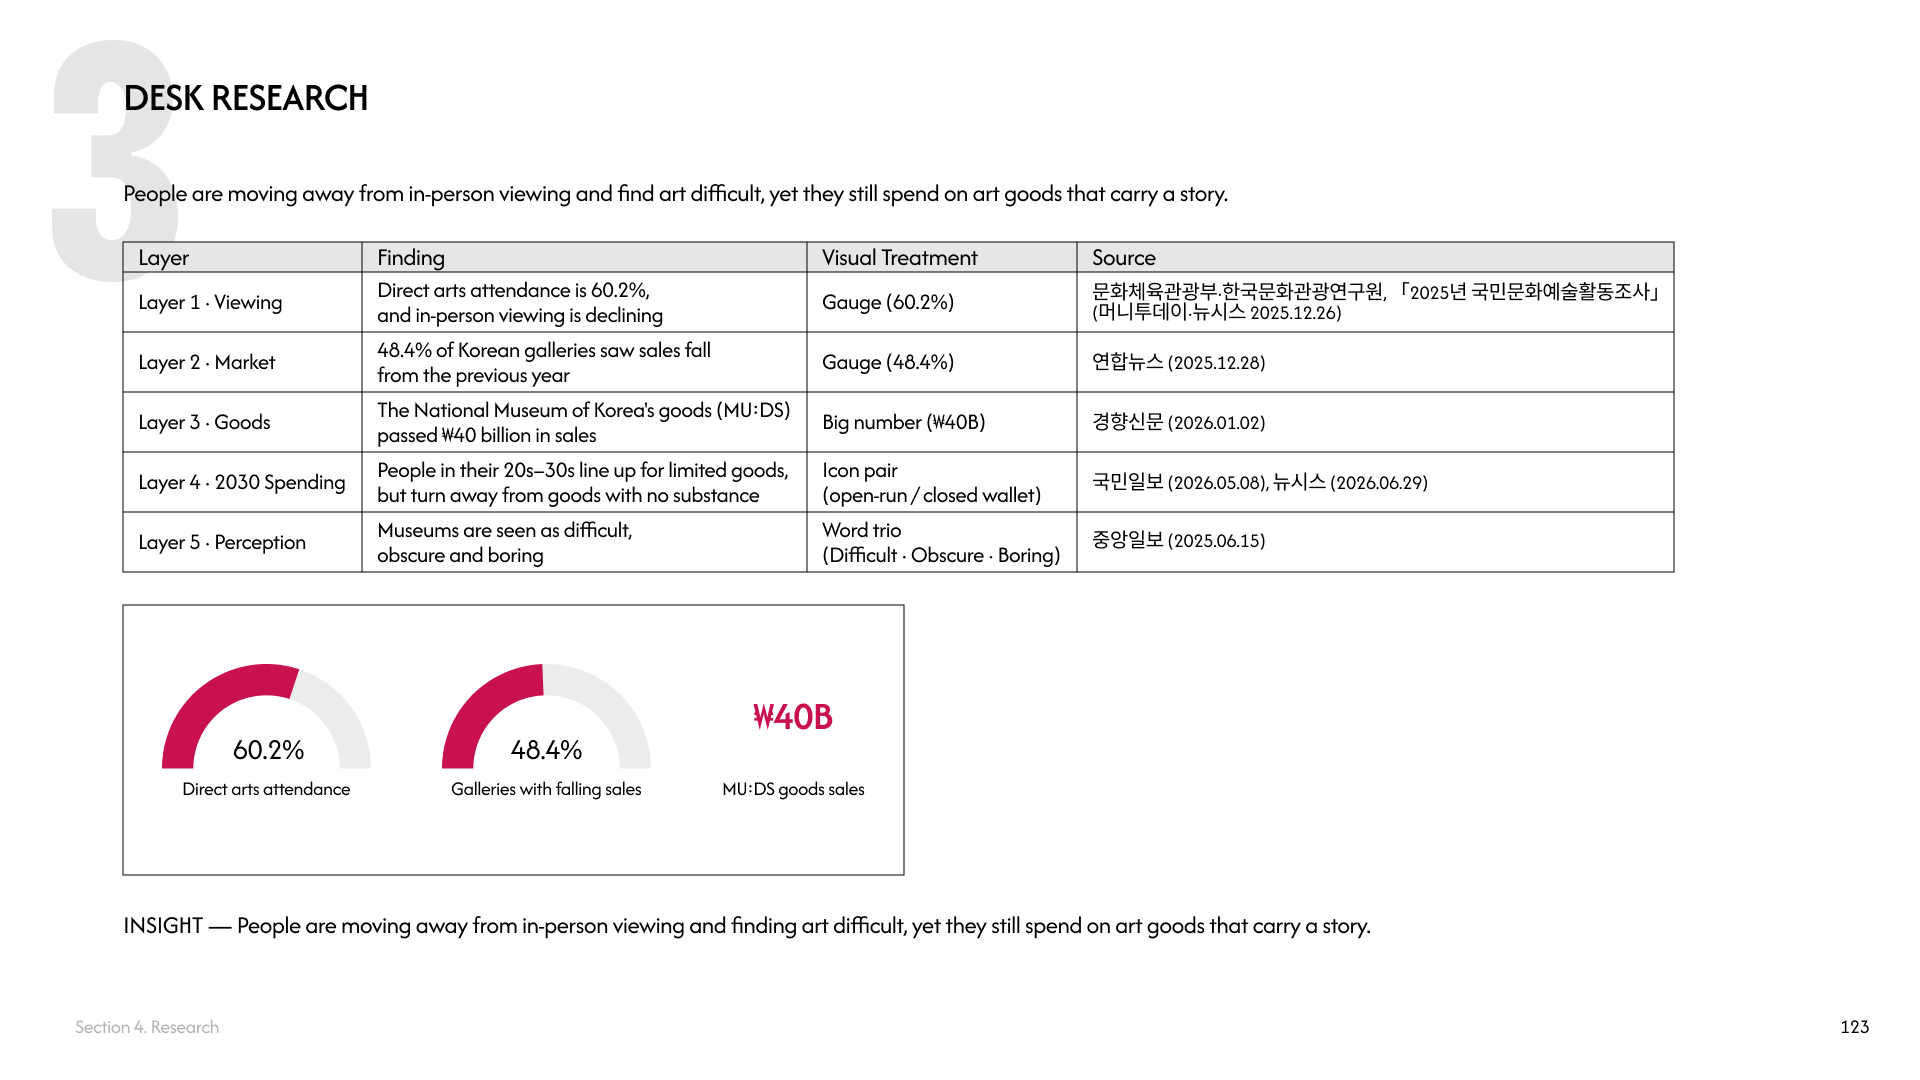 3
DESK RESEARCH
People are moving away from in-person viewing and find art difficult, yet they still spend on art goods that carry a story.
Layer
Finding
Visual Treatment
Source
Layer 1 · Viewing
Direct arts attendance is 60.2%,
and in-person viewing is declining
Gauge (60.2%)
문화체육관광부·한국문화관광연구원, 「2025년 국민문화예술활동조사」
(머니투데이·뉴시스 2025.12.26)
Layer 2 · Market
48.4% of Korean galleries saw sales fall
from the previous year
Gauge (48.4%)
연합뉴스 (2025.12.28)
Layer 3 · Goods
The National Museum of Korea's goods (MU:DS)
passed ₩40 billion in sales
Big number (₩40B)
경향신문 (2026.01.02)
Layer 4 · 2030 Spending
People in their 20s–30s line up for limited goods,
but turn away from goods with no substance
Icon pair
(open-run / closed wallet)
국민일보 (2026.05.08), 뉴시스 (2026.06.29)
Layer 5 · Perception
Museums are seen as difficult,
obscure and boring
Word trio
(Difficult · Obscure · Boring)
중앙일보 (2025.06.15)
60.2%
Direct arts attendance
48.4%
Galleries with falling sales
₩40B
MU:DS goods sales
INSIGHT — People are moving away from in-person viewing and finding art difficult, yet they still spend on art goods that carry a story.
Section 4. Research
123